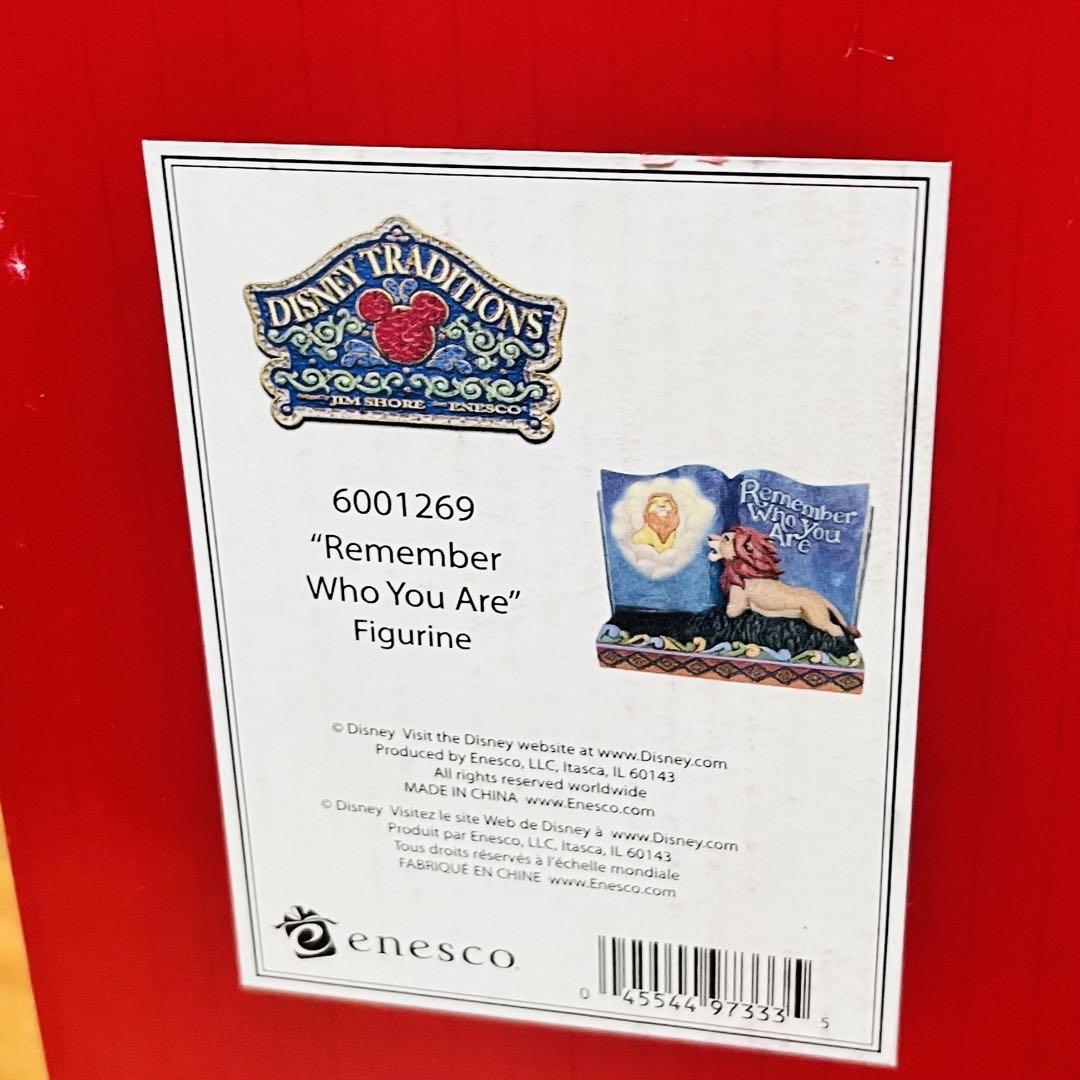 DISNEY TRADITIONS
JIM SHORE ENESCO
6001269
“Remember
Who You Are”
Figurine
Remember
Who You
Are
© Disney Visit the Disney website at www.Disney.com
Produced by Enesco, LLC, Itasca, IL 60143
All rights reserved worldwide
MADE IN CHINA www.Enesco.com
© Disney Visitez le site Web de Disney à www.Disney.com
Produit par Enesco, LLC, Itasca, IL 60143
Tous droits réservés à l'échelle mondiale
FABRIQUÉ EN CHINE www.Enesco.com
enesco.
0 45544 97333 5